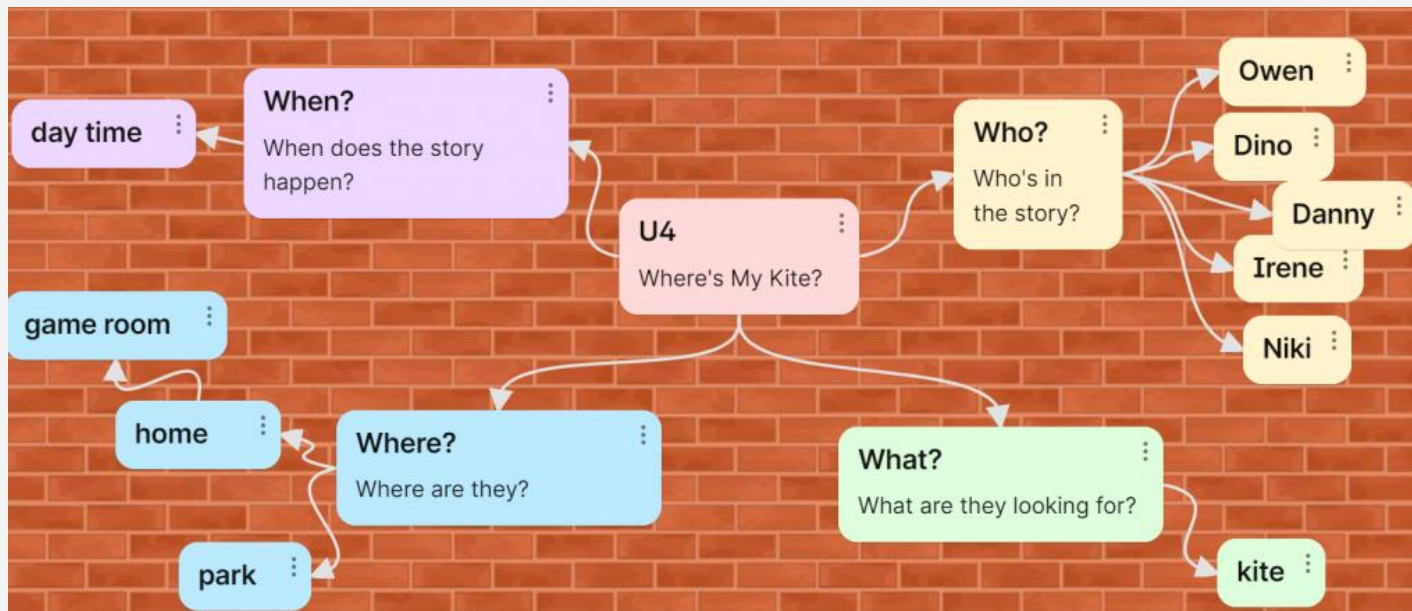 When?
When does the story
happen?
day time
U4
Where's My Kite?
Who?
Who's in
the story?
Owen
Dino
Danny
Irene
Niki
Where?
Where are they?
home
game room
park
What?
What are they looking for?
kite